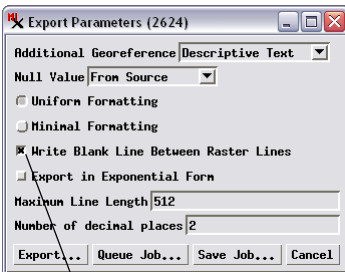 Export Parameters (2624)
Additional Georeference Descriptive Text
Null Value From Source
Uniform Formatting
Minimal Formatting
Write Blank Line Between Raster Lines
Export in Exponential Form
Maximum Line Length 512
Number of decimal places 2
Export... Queue Job... Save Job... Cancel